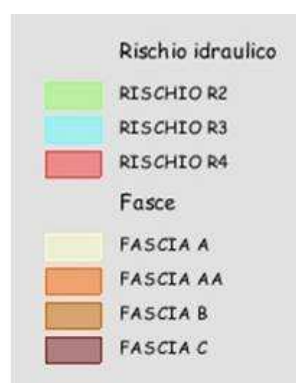 Rischio idraulico
RISCHIO R2
RISCHIO R3
RISCHIO R4
Fasce
FASCIA A
FASCIA AA
FASCIA B
FASCIA C